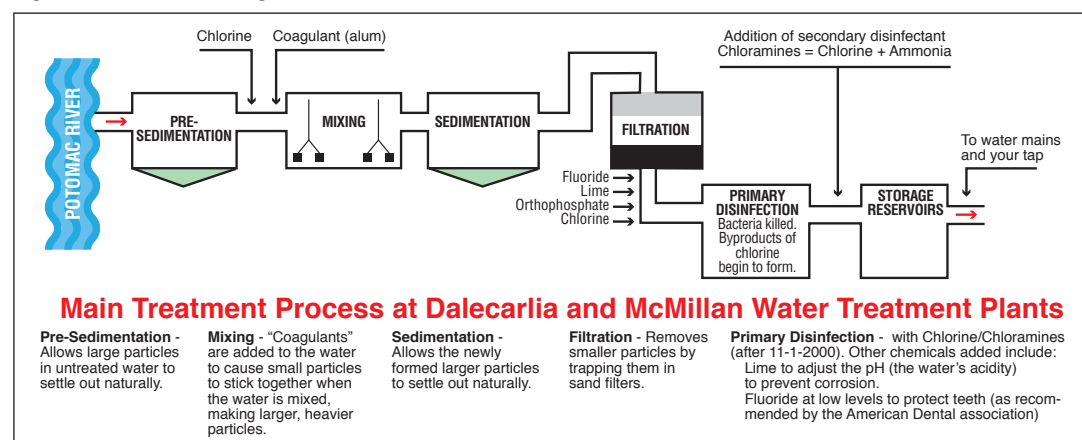 Chlorine
Coagulant (alum)
Addition of secondary disinfectant
Chloramines = Chlorine + Ammonia
POTOMAC RIVER
PRE-
SEDIMENTATION
MIXING
SEDIMENTATION
FILTRATION
To water mains
and your tap
Fluoride
Lime
Orthophosphate
Chlorine
PRIMARY
DISINFECTION
Bacteria killed.
Byproducts of
chlorine
begin to form.
STORAGE
RESERVOIRS
Main Treatment Process at Dalecarlia and McMillan Water Treatment Plants
Pre-Sedimentation -
Allows large particles
in untreated water to
settle out naturally.
Mixing - “Coagulants”
are added to the water
to cause small particles
to stick together when
the water is mixed,
making larger, heavier
particles.
Sedimentation -
Allows the newly
formed larger particles
to settle out naturally.
Filtration - Removes
smaller particles by
trapping them in
sand filters.
Primary Disinfection - with Chlorine/Chloramines
(after 11-1-2000). Other chemicals added include:
Lime to adjust the pH (the water’s acidity)
to prevent corrosion.
Fluoride at low levels to protect teeth (as recom-
mended by the American Dental association)